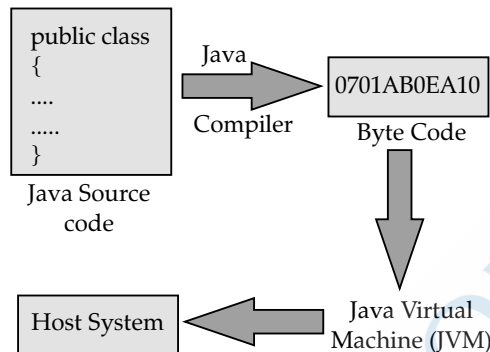 public class
{
....
.....
}
Java Source
code
Java
Compiler
0701AB0EA10
Byte Code
Java Virtual
Machine (JVM)
Host System